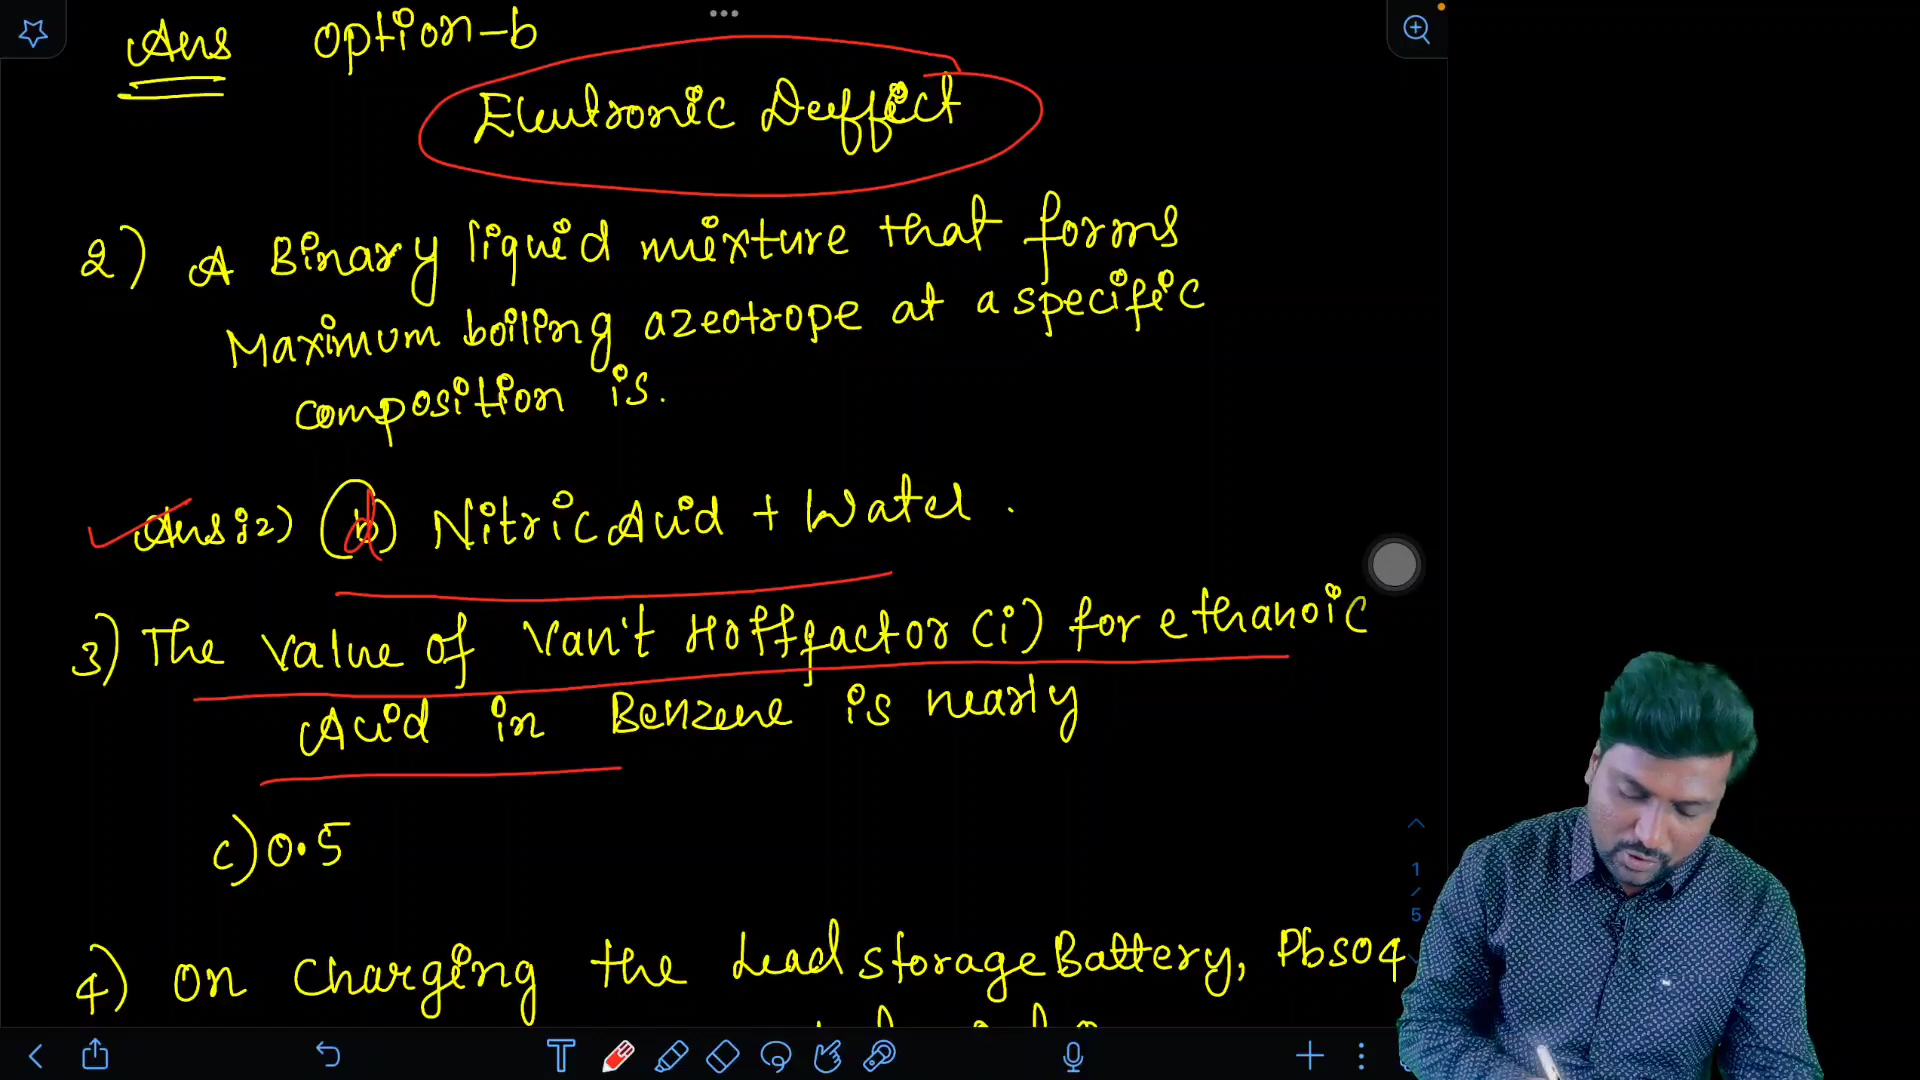 Ans option-b
Electronic Deffect
2) A Binary liquid mixture that forms
Maximum boiling azeotrope at a specific
composition is.
Ans:2) (d) Nitric Acid + Water.
3) The value of Van't Hoff factor (i) for ethanoic
Acid in Benzene is nearly
c) 0.5
4) on charging the Lead storage Battery, PbSO4
1
/
5
T